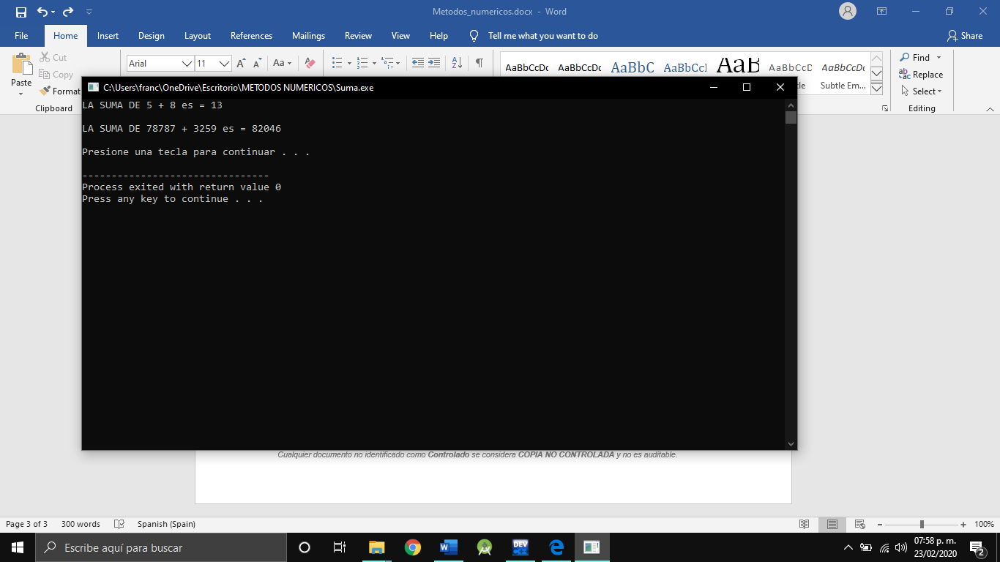 Metodos_numericos.docx - Word
File Home Insert Design Layout References Mailings Review View Help Tell me what you want to do Share
Cut
Copy
Paste
Format
Clipboard
Arial 11 Aa
AaBbCcDc AaBbCcDc AaBbC AaBbCcI AaB AaBbCcD AaBbCcDc
Subtle Em...
Find
Replace
Select
Editing
C:\Users\franc\OneDrive\Escritorio\METODOS NUMERICOS\Suma.exe
LA SUMA DE 5 + 8 es = 13
LA SUMA DE 78787 + 3259 es = 82046
Presione una tecla para continuar . . .
--------------------------------
Process exited with return value 0
Press any key to continue . . .
Cualquier documento no identificado como Controlado se considera COPIA NO CONTROLADA y no es auditable.
Page 3 of 3 300 words Spanish (Spain) 100%
Escribe aquí para buscar
DEV C++
07:58 p. m.
23/02/2020
2